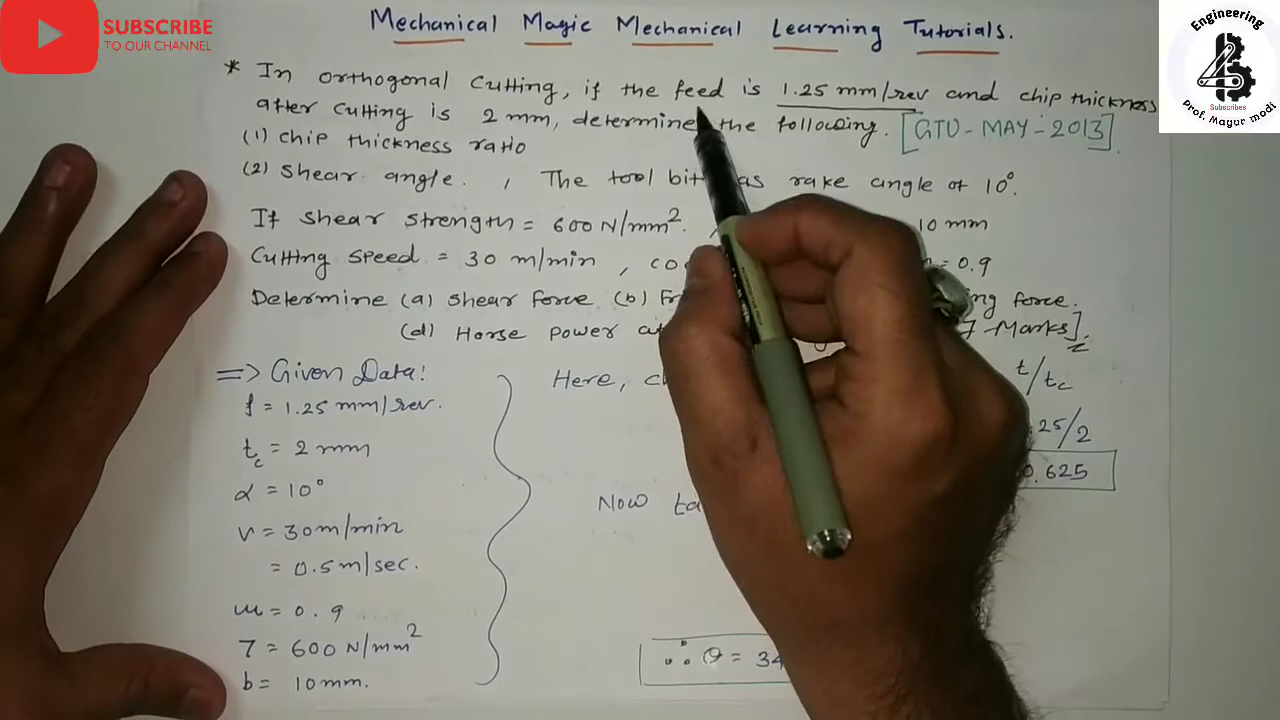 SUBSCRIBE
TO OUR CHANNEL
Mechanical Magic Mechanical Learning Tutorials.
Engineering
Subscribes
Prof. Mayur modi
* In orthogonal Cutting, if the feed is 1.25 mm/rev and chip thickness
after cutting is 2 mm, determine the following. [GTU - MAY - 2013]
(1) chip thickness ratio
(2) shear angle. , The tool bit as rake angle of 10°.
If shear strength = 600 N/mm². 10 mm
Cutting speed = 30 m/min , = 0.9
Determine (a) shear force (b) force.
(d) Horse power at 7 Marks].
=> Given Data:
f = 1.25 mm/rev.
tc = 2 mm
α = 10°
v = 30 m/min
= 0.5 m/sec.
μ = 0.9
τ = 600 N/mm²
b = 10 mm.
Here, t/tc
25/2
0.625
Now
∴ θ = 34